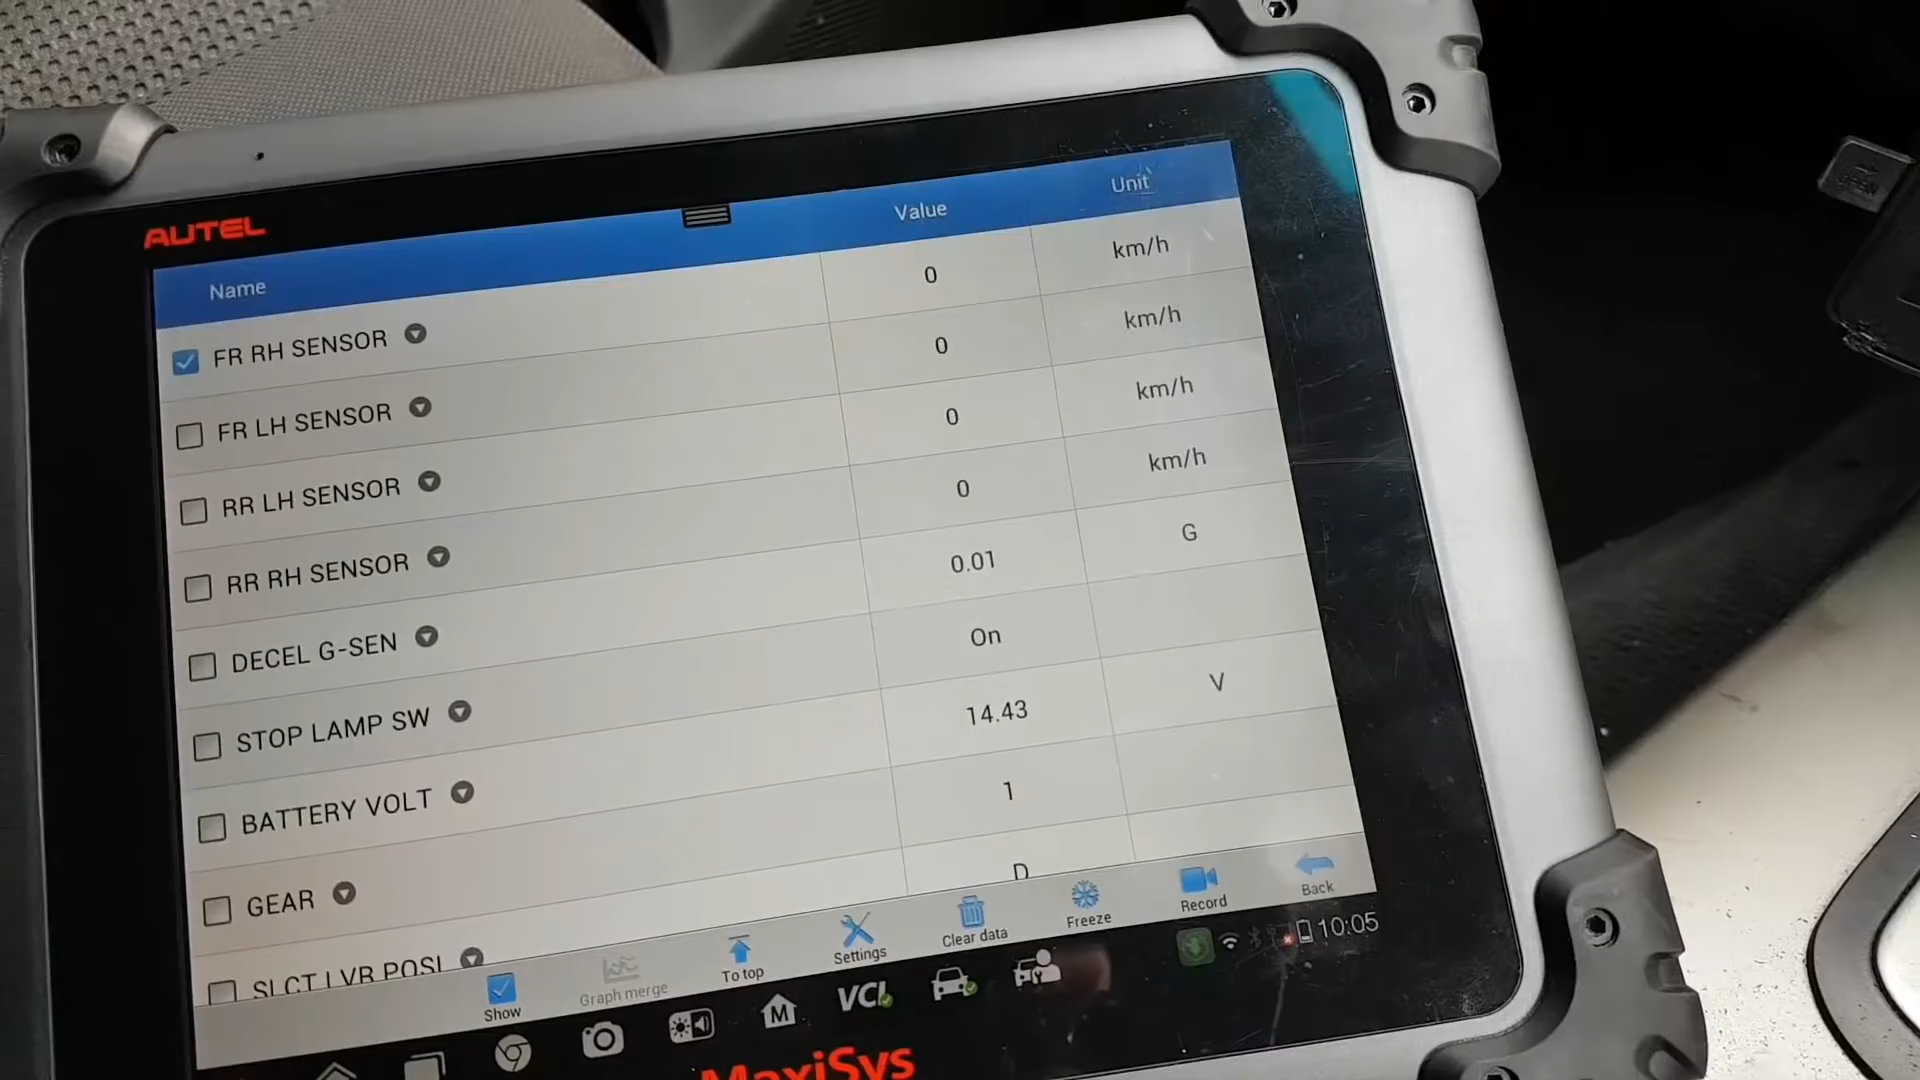 AUTEL
Name Value Unit
FR RH SENSOR 0 km/h
FR LH SENSOR 0 km/h
RR LH SENSOR 0 km/h
RR RH SENSOR 0 km/h
DECEL G-SEN 0.01 G
STOP LAMP SW On
BATTERY VOLT 14.43 V
GEAR 1
SLCT LVR POSI D
Show Graph merge To top Settings Clear data Freeze Record Back
M VCI 10:05
MaxiSys